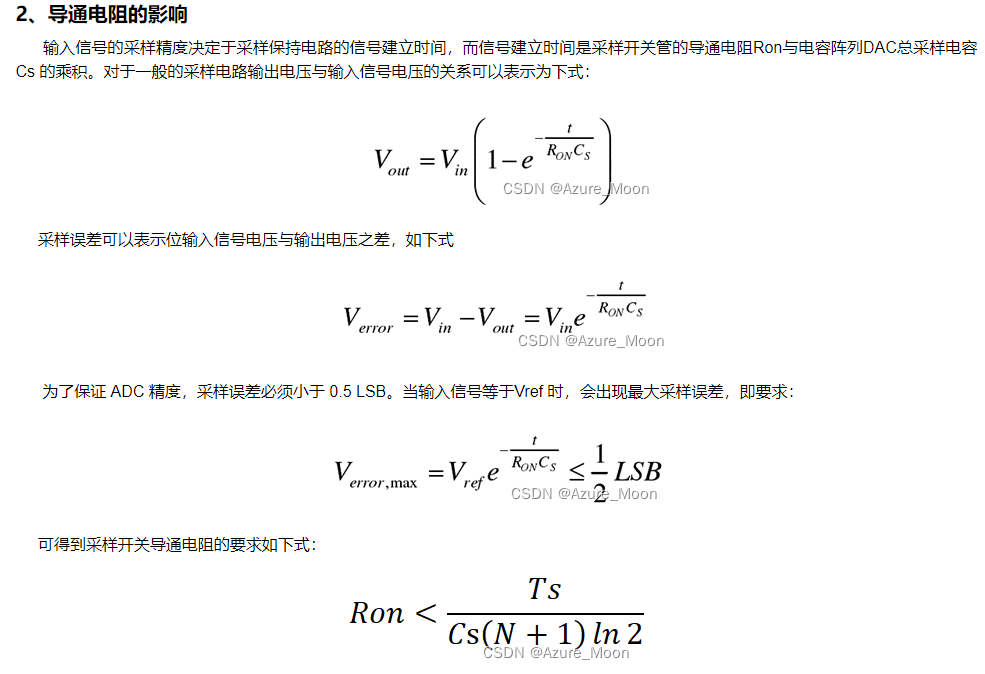 2、导通电阻的影响
输入信号的采样精度决定于采样保持电路的信号建立时间，而信号建立时间是采样开关管的导通电阻Ron与电容阵列DAC总采样电容
Cs 的乘积。对于一般的采样电路输出电压与输入信号电压的关系可以表示为下式：
V_{out} = V_{in} \left( 1 - e^{-\frac{t}{R_{ON}C_S}} \right)
CSDN @Azure_Moon
采样误差可以表示位输入信号电压与输出电压之差，如下式
V_{error} = V_{in} - V_{out} = V_{in} e^{-\frac{t}{R_{ON}C_S}}
CSDN @Azure_Moon
为了保证 ADC 精度，采样误差必须小于 0.5 LSB。当输入信号等于Vref 时，会出现最大采样误差，即要求：
V_{error,max} = V_{ref} e^{-\frac{t}{R_{ON}C_S}} ≤ \frac{1}{2} LSB
CSDN @Azure_Moon
可得到采样开关导通电阻的要求如下式：
Ron < \frac{Ts}{Cs(N + 1) ln 2}
CSDN @Azure_Moon